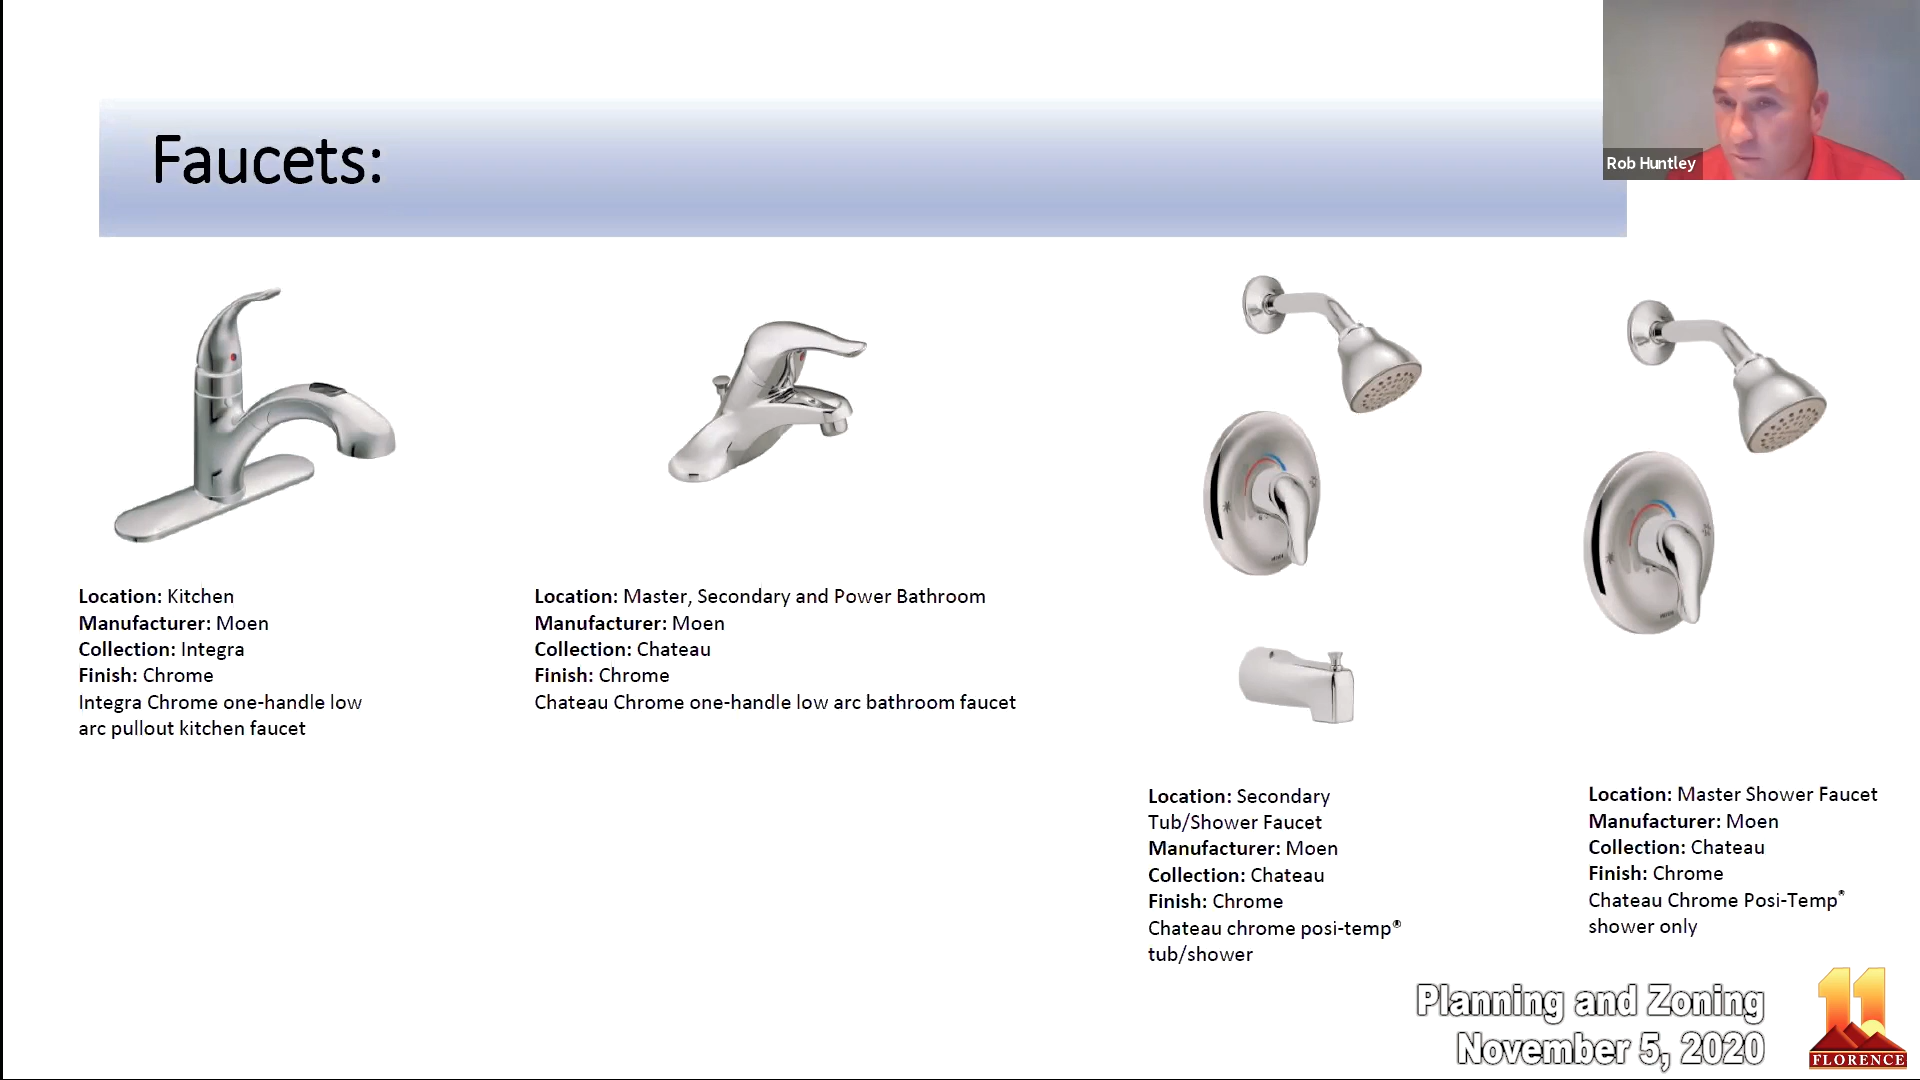 Rob Huntley
Faucets:
Location: Kitchen
Manufacturer: Moen
Collection: Integra
Finish: Chrome
Integra Chrome one-handle low
arc pullout kitchen faucet
Location: Master, Secondary and Power Bathroom
Manufacturer: Moen
Collection: Chateau
Finish: Chrome
Chateau Chrome one-handle low arc bathroom faucet
Location: Secondary
Tub/Shower Faucet
Manufacturer: Moen
Collection: Chateau
Finish: Chrome
Chateau chrome posi-temp®
tub/shower
Location: Master Shower Faucet
Manufacturer: Moen
Collection: Chateau
Finish: Chrome
Chateau Chrome Posi-Temp®
shower only
Planning and Zoning
November 5, 2020
11
FLORENCE